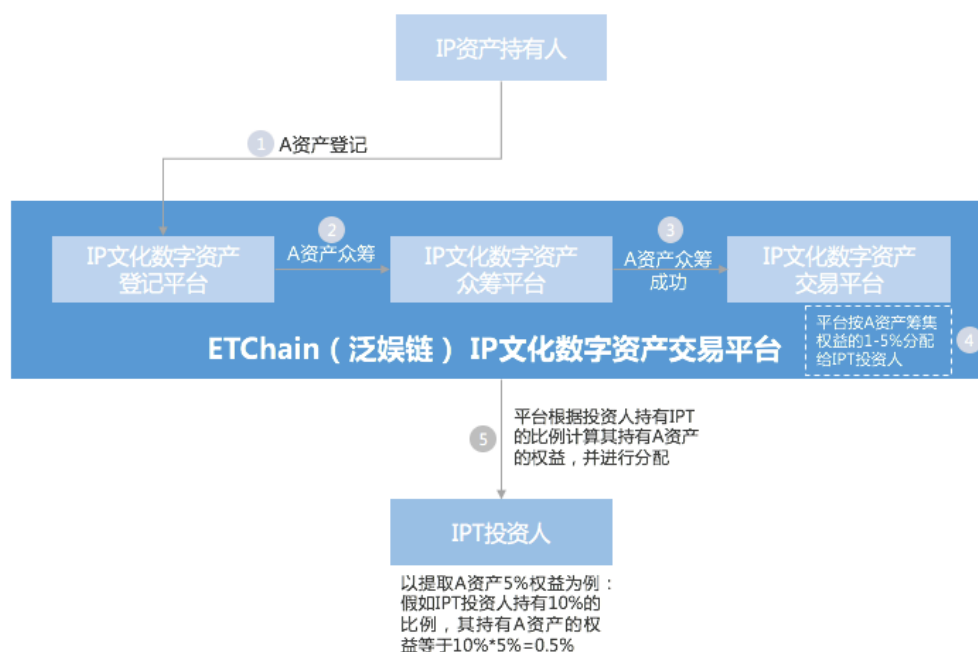 IP资产持有人
1 A资产登记
2
A资产众筹
3
A资产众筹
成功
IP文化数字资产
登记平台
IP文化数字资产
众筹平台
IP文化数字资产
交易平台
ETChain（泛娱链）IP文化数字资产交易平台
平台按A资产筹集
权益的1-5%分配
给IPT投资人
4
5
平台根据投资人持有IPT
的比例计算其持有A资产
的权益，并进行分配
IPT投资人
以提取A资产5%权益为例：
假如IPT投资人持有10%的
比例，其持有A资产的权
益等于10%*5%=0.5%